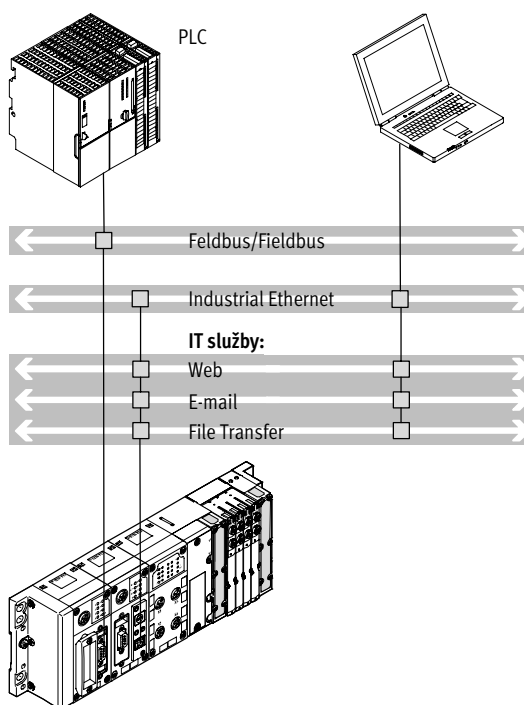 PLC
Feldbus/Fieldbus
Industrial Ethernet
IT služby:
Web
E-mail
File Transfer